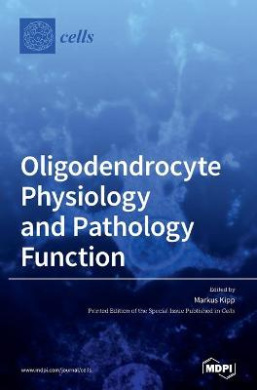 cells
Oligodendrocyte
Physiology
and Pathology
Function
Edited by
Markus Kipp
Printed Edition of the Special Issue Published in Cells
www.mdpi.com/journal/cells
MDPI